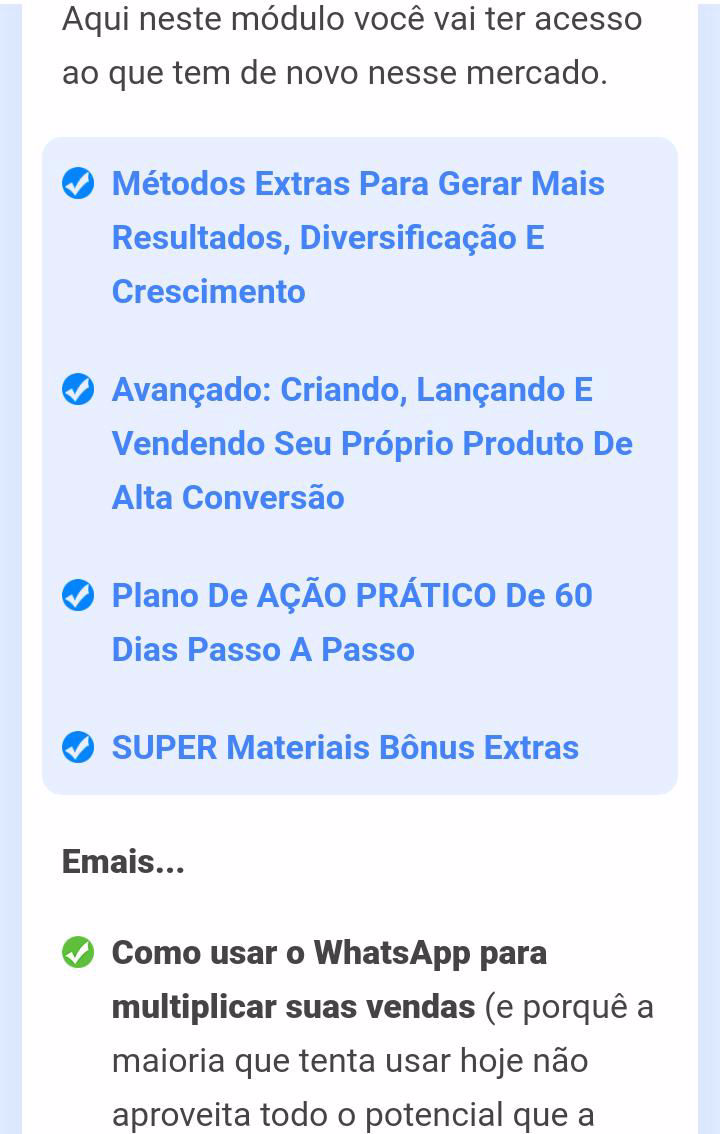 Aqui neste módulo você vai ter acesso
ao que tem de novo nesse mercado.
Métodos Extras Para Gerar Mais
Resultados, Diversificação E
Crescimento
Avançado: Criando, Lançando E
Vendendo Seu Próprio Produto De
Alta Conversão
Plano De AÇÃO PRÁTICO De 60
Dias Passo A Passo
SUPER Materiais Bônus Extras
Emais...
Como usar o WhatsApp para
multiplicar suas vendas (e porquê a
maioria que tenta usar hoje não
aproveita todo o potencial que a